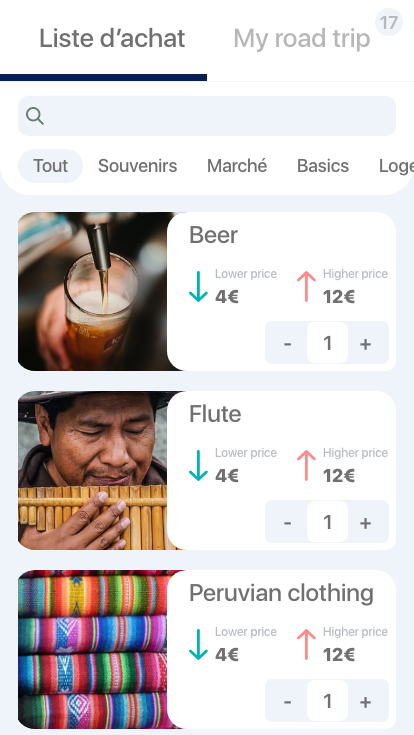 Liste d’achat
My road trip
17
Tout Souvenirs Marché Basics Loge
Beer
Lower price Higher price
4€ 12€
- 1 +
Flute
Lower price Higher price
4€ 12€
- 1 +
Peruvian clothing
Lower price Higher price
4€ 12€
- 1 +